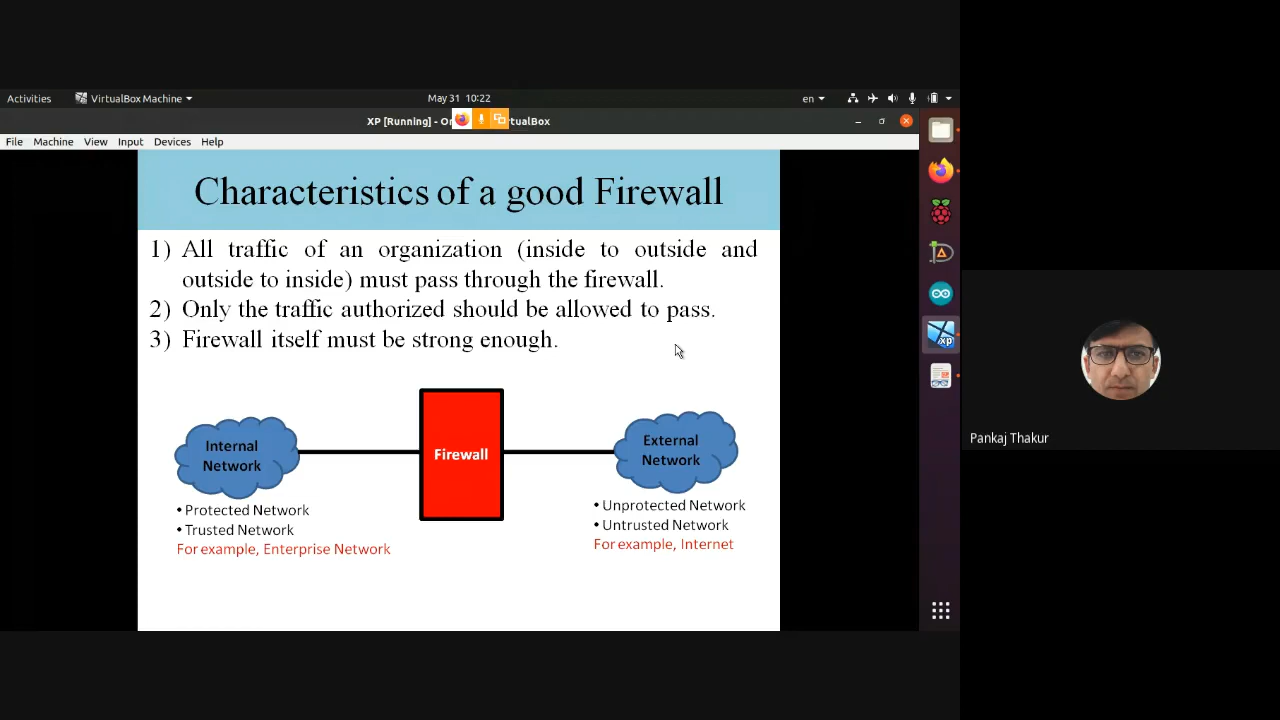 Activities
VirtualBox Machine
May 31 10:22
en
XP [Running] - Or
rtualBox
File Machine View Input Devices Help
Characteristics of a good Firewall
1) All traffic of an organization (inside to outside and
outside to inside) must pass through the firewall.
2) Only the traffic authorized should be allowed to pass.
3) Firewall itself must be strong enough.
Internal
Network
Firewall
External
Network
• Protected Network
• Trusted Network
For example, Enterprise Network
• Unprotected Network
• Untrusted Network
For example, Internet
xp
Pankaj Thakur